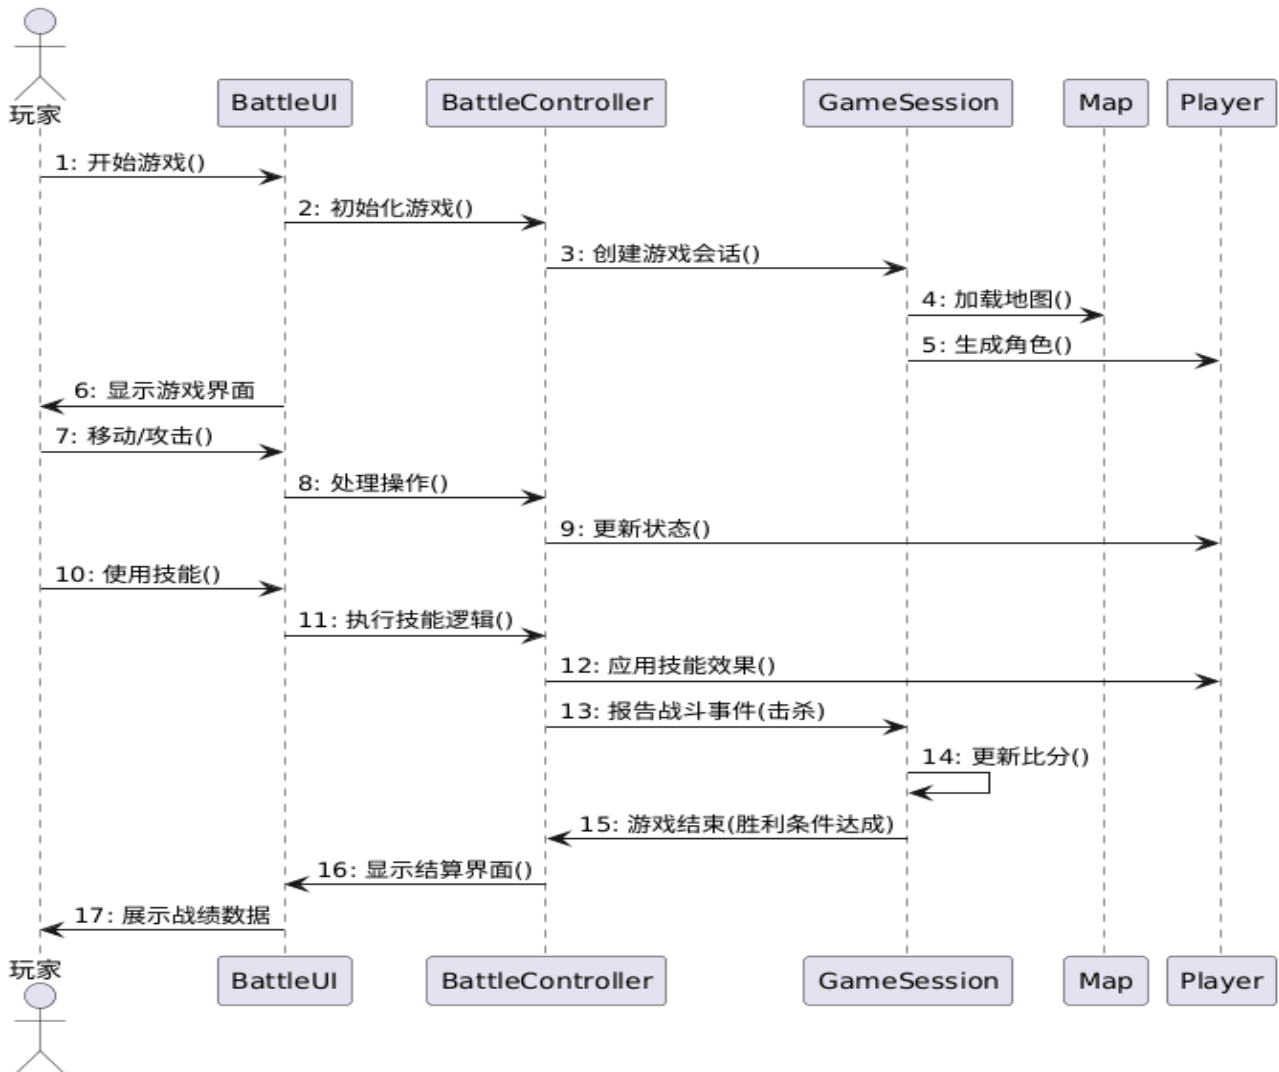 玩家
BattleUI
BattleController
GameSession
Map
Player
1: 开始游戏()
2: 初始化游戏()
3: 创建游戏会话()
4: 加载地图()
5: 生成角色()
6: 显示游戏界面
7: 移动/攻击()
8: 处理操作()
9: 更新状态()
10: 使用技能()
11: 执行技能逻辑()
12: 应用技能效果()
13: 报告战斗事件(击杀)
14: 更新比分()
15: 游戏结束(胜利条件达成)
16: 显示结算界面()
17: 展示战绩数据
玩家
BattleUI
BattleController
GameSession
Map
Player